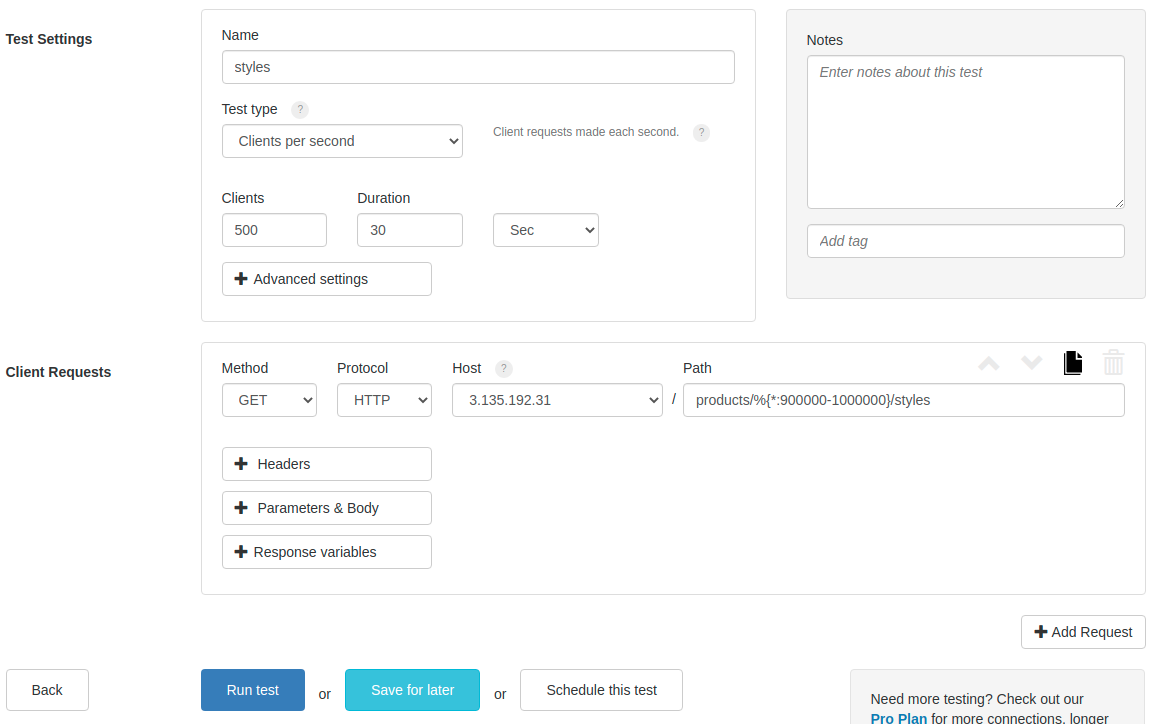 Test Settings
Name
styles
Test type ?
Clients per second
Client requests made each second. ?
Clients
Duration
500
30
Sec
Advanced settings
Notes
Enter notes about this test
Add tag
Client Requests
Method
Protocol
Host ?
Path
GET
HTTP
3.135.192.31
/
products/%{*:900000-1000000}/styles
Headers
Parameters & Body
Response variables
Add Request
Back
Run test
or
Save for later
or
Schedule this test
Need more testing? Check out our
Pro Plan for more connections, longer